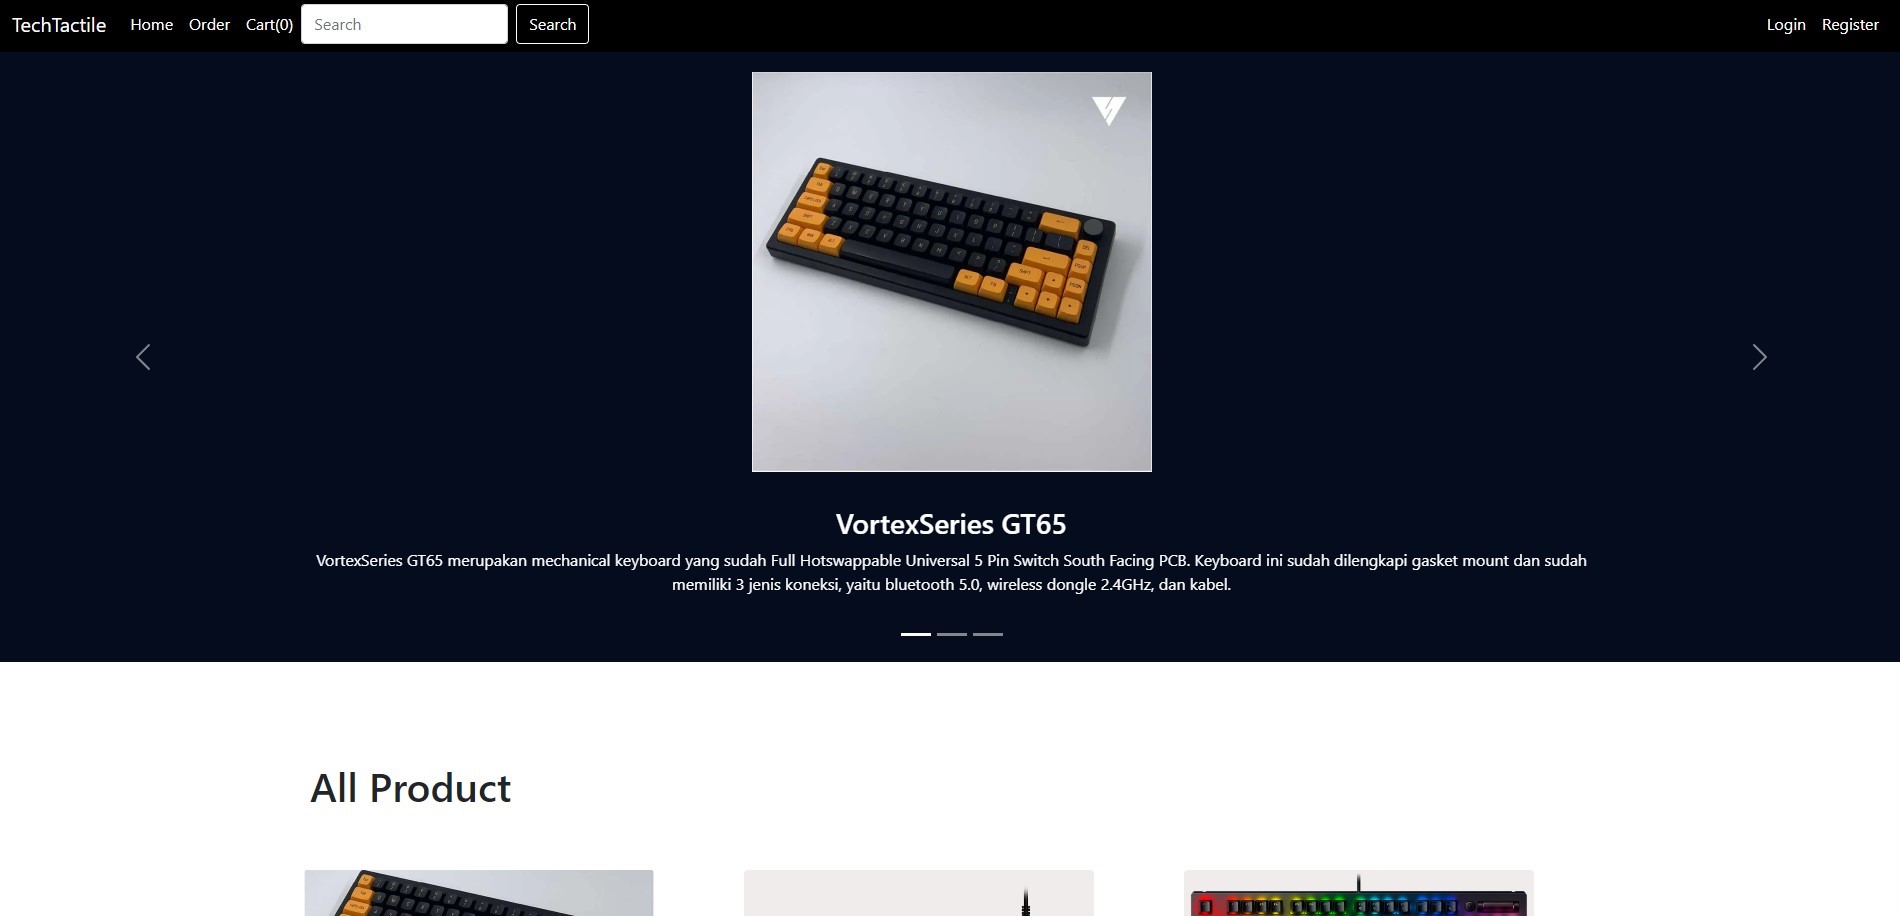 TechTactile Home Order Cart(0) Search Search Login Register
VortexSeries GT65
VortexSeries GT65 merupakan mechanical keyboard yang sudah Full Hotswappable Universal 5 Pin Switch South Facing PCB. Keyboard ini sudah dilengkapi gasket mount dan sudah
memiliki 3 jenis koneksi, yaitu bluetooth 5.0, wireless dongle 2.4GHz, dan kabel.
All Product